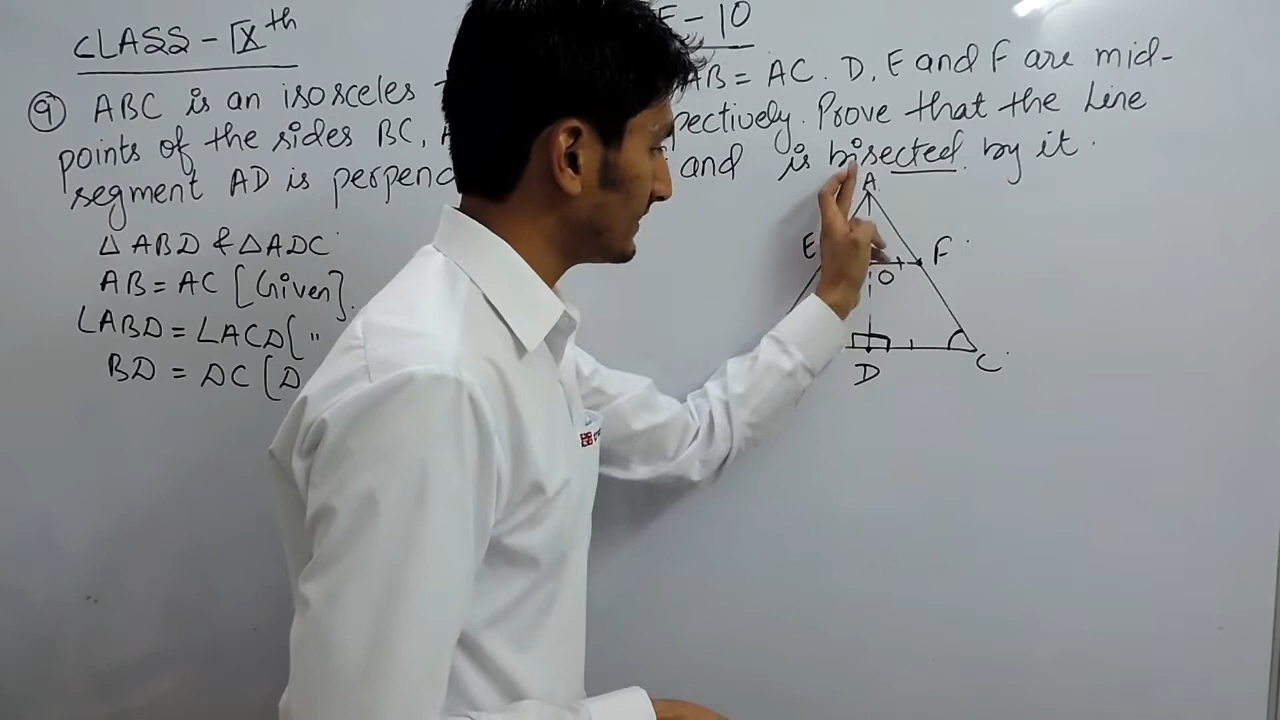 CLASS - IX th
E - 10
⑨ ABC is an isosceles AB = AC. D, E and F are mid-
points of the sides BC, pectively. Prove that the line
segment AD is perpend and is bisected by it.
A
△ ABD & △ ADC
E F
AB = AC [Given].
O
∠ABD = ∠ACD [ "
BD = DC [D
D C